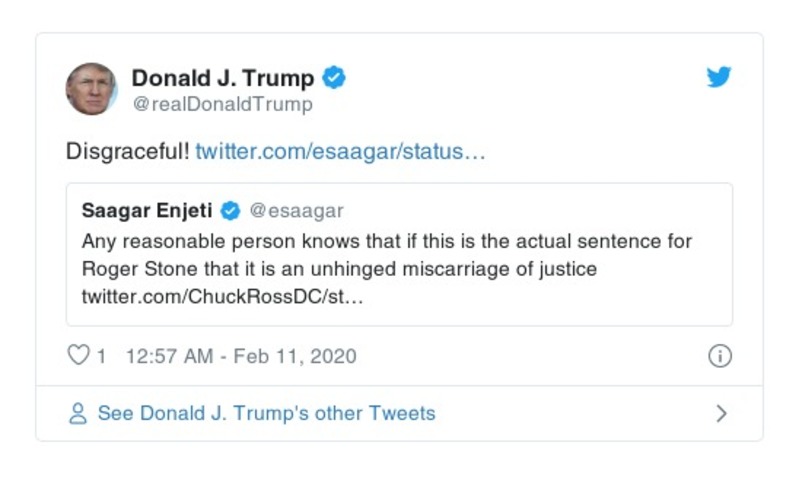 Donald J. Trump
@realDonaldTrump
Disgraceful! twitter.com/esaagar/status…
Saagar Enjeti @esaagar
Any reasonable person knows that if this is the actual sentence for
Roger Stone that it is an unhinged miscarriage of justice
twitter.com/ChuckRossDC/st…
1 12:57 AM - Feb 11, 2020
See Donald J. Trump's other Tweets